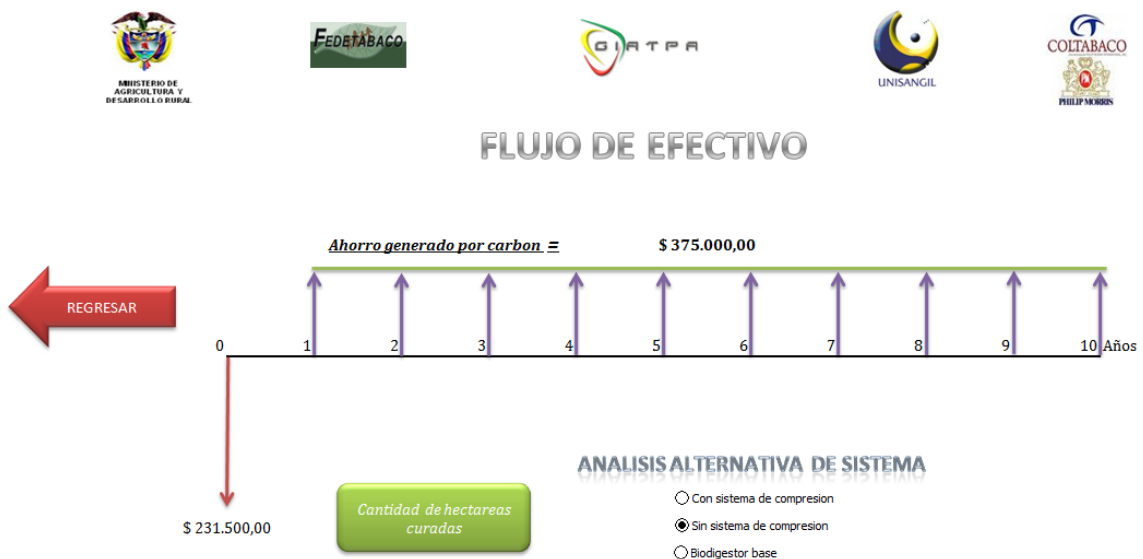 MINISTERIO DE
AGRICULTURA Y
DESARROLLO RURAL
FEDETABACO
GIATPA
UNISANGIL
COLTABACO
PHILIP MORRIS
FLUJO DE EFECTIVO
Ahorro generado por carbon = $ 375.000,00
REGRESAR
0 1 2 3 4 5 6 7 8 9 10 Años
$ 231.500,00
Cantidad de hectareas
curadas
ANALISIS ALTERNATIVA DE SISTEMA
Con sistema de compresion
Sin sistema de compresion
Biodigestor base